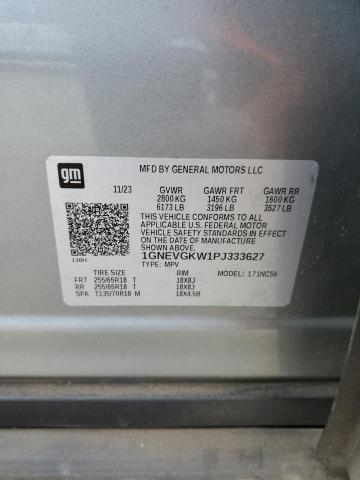 gm
MFD BY GENERAL MOTORS LLC
11/23 GVWR GAWR FRT GAWR RR
2800 KG 1450 KG 1600 KG
6173 LB 3196 LB 3527 LB
THIS VEHICLE CONFORMS TO ALL
APPLICABLE U.S. FEDERAL MOTOR
VEHICLE SAFETY AND BUMPER
STANDARDS IN EFFECT ON THE
DATE OF MANUFACTURE
SHOWN ABOVE.
1GNEVGKW1PJ333627
TYPE: MPV
TIRE SIZE RIM MODEL: 171NC56
FRT 255/65R18 T 18X8J
RR 255/65R18 T 18X8J
SPA T135/70R18 M 18X4.5B